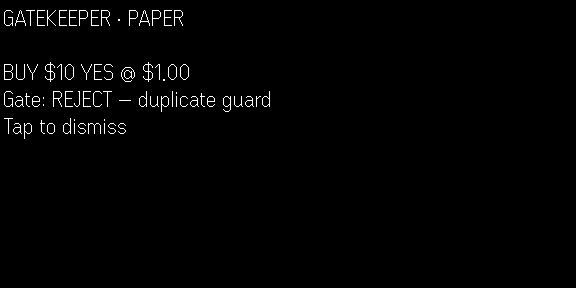 GATEKEEPER · PAPER
BUY $10 YES @ $1.00
Gate: REJECT — duplicate guard
Tap to dismiss